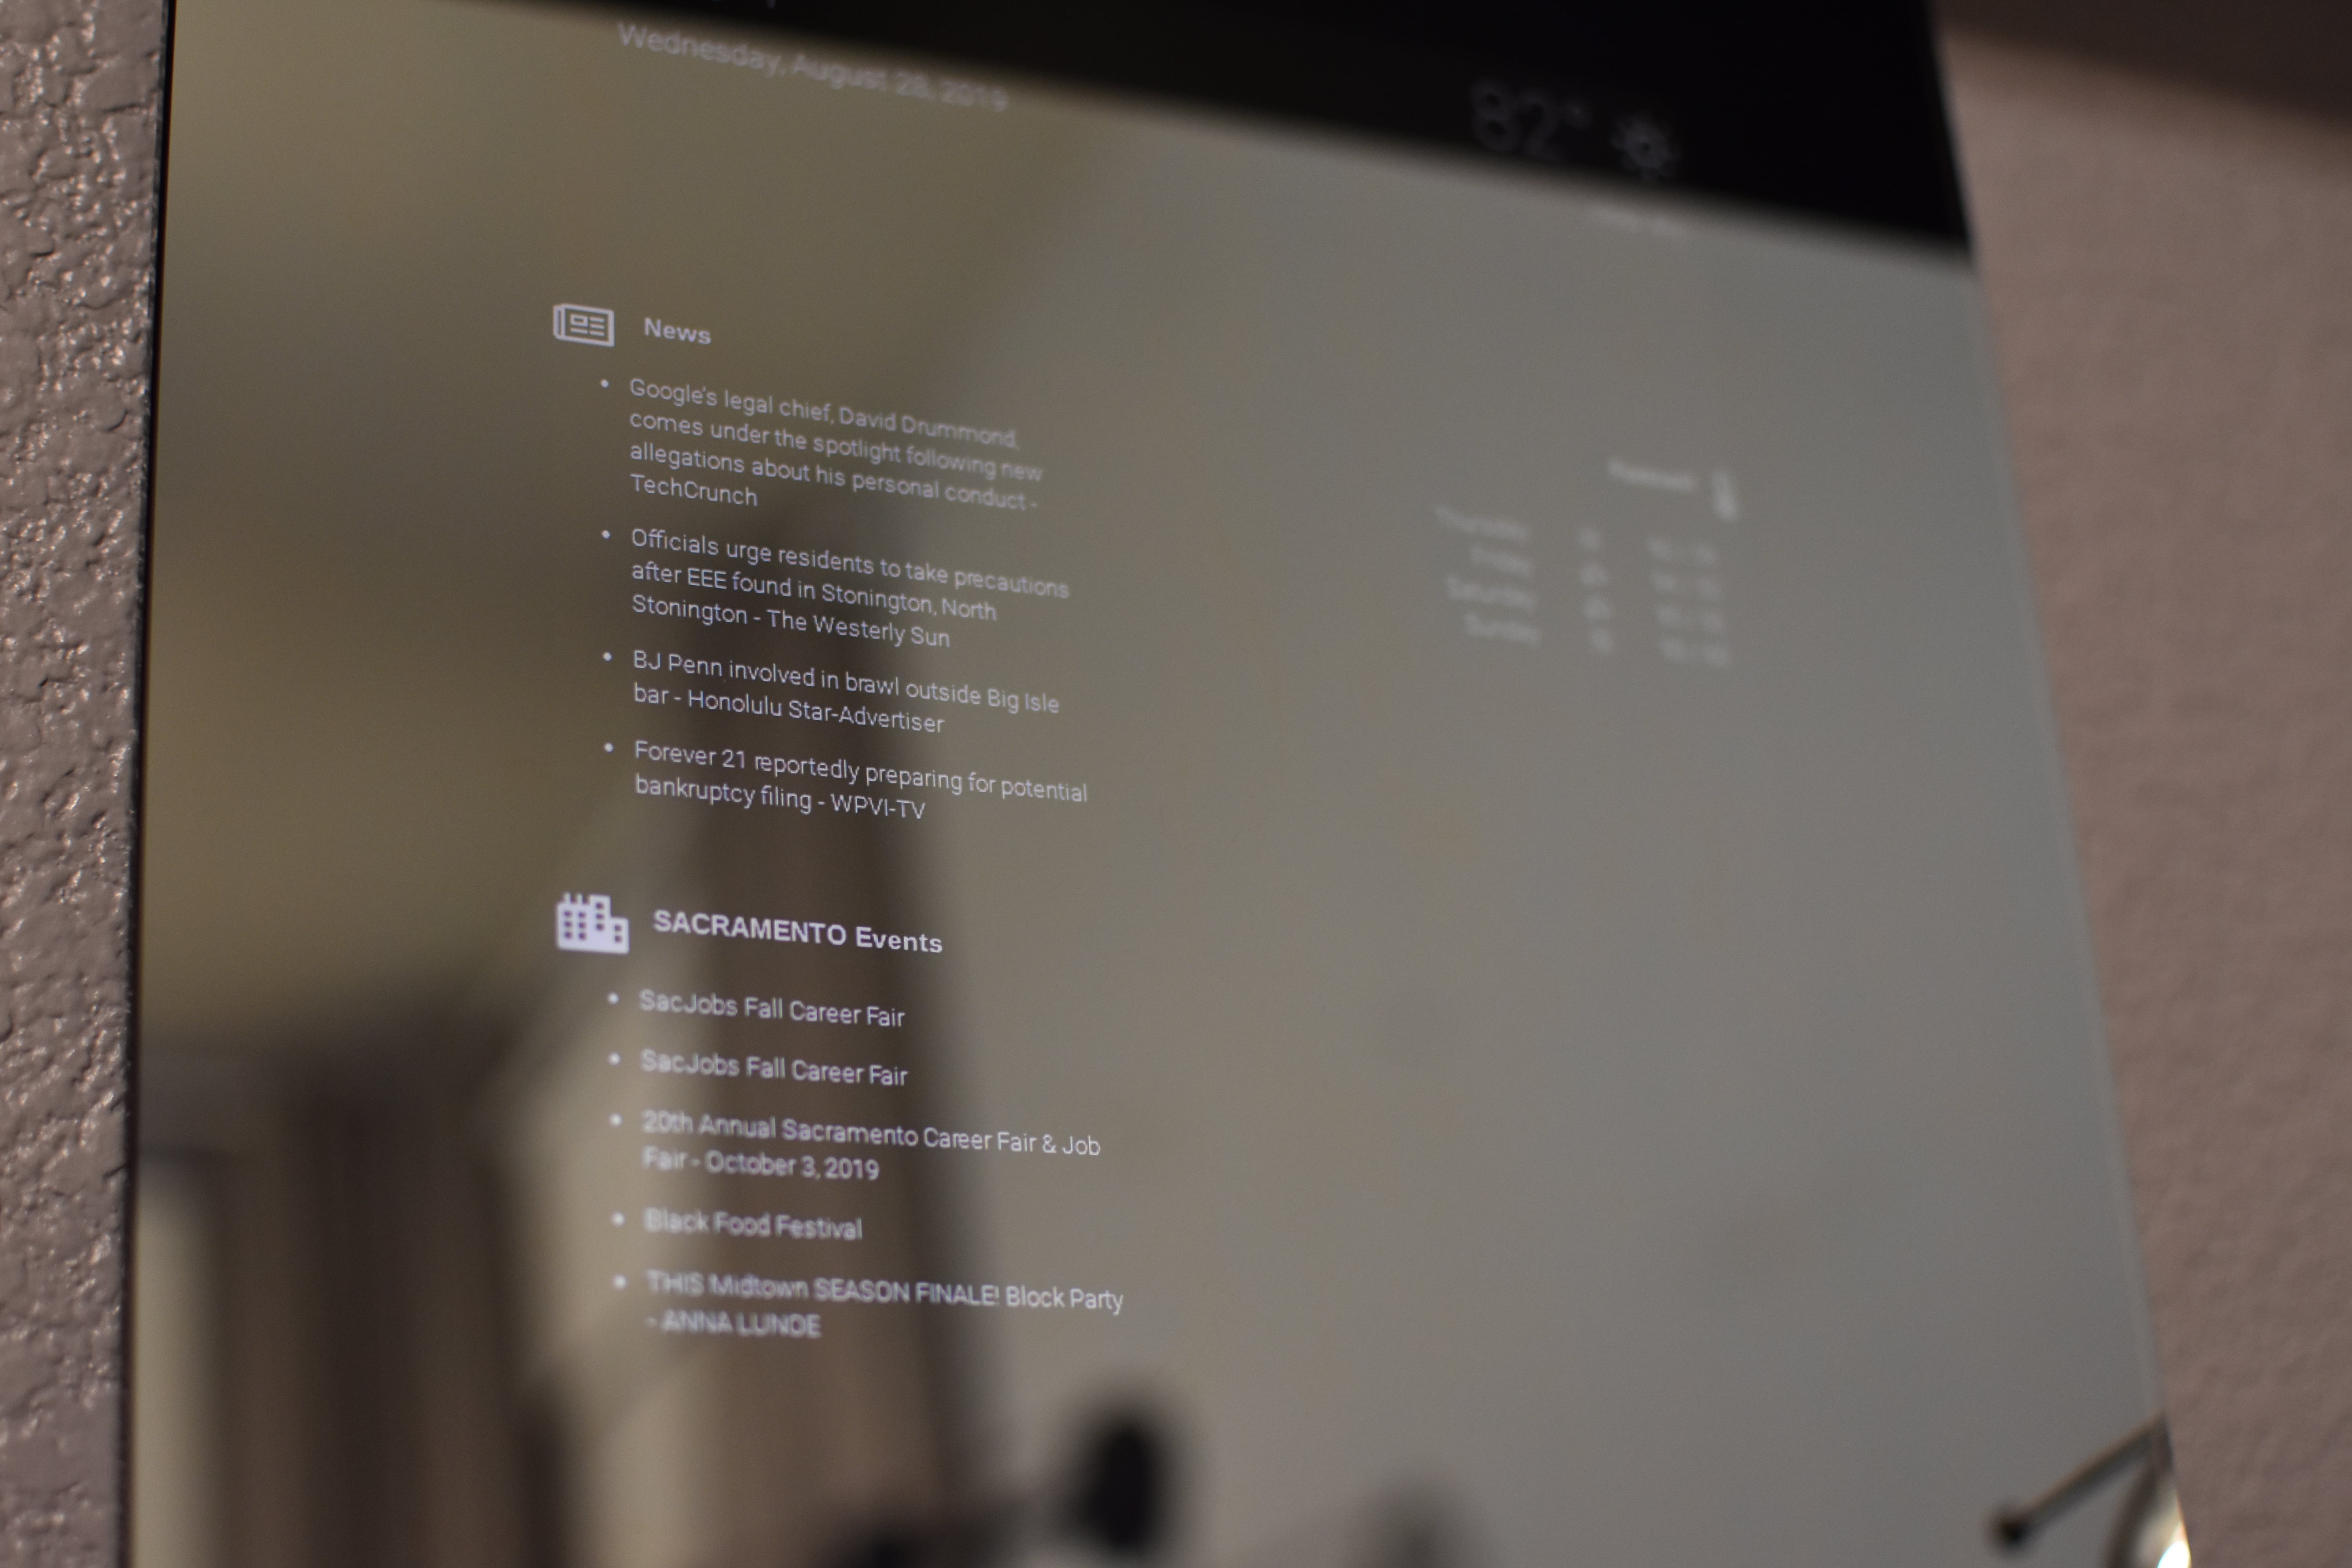 Wednesday, August 28, 2019
82°
News
• Google's legal chief, David Drummond,
comes under the spotlight following new
allegations about his personal conduct -
TechCrunch
• Officials urge residents to take precautions
after EEE found in Stonington, North
Stonington - The Westerly Sun
• BJ Penn involved in brawl outside Big Isle
bar - Honolulu Star-Advertiser
• Forever 21 reportedly preparing for potential
bankruptcy filing - WPVI-TV
Thursday
Friday
Saturday
Sunday
SACRAMENTO Events
• SacJobs Fall Career Fair
• SacJobs Fall Career Fair
• 20th Annual Sacramento Career Fair & Job
Fair - October 3, 2019
• Black Food Festival
• THIS Midtown SEASON FINALE! Block Party
- ANNA LUNDE